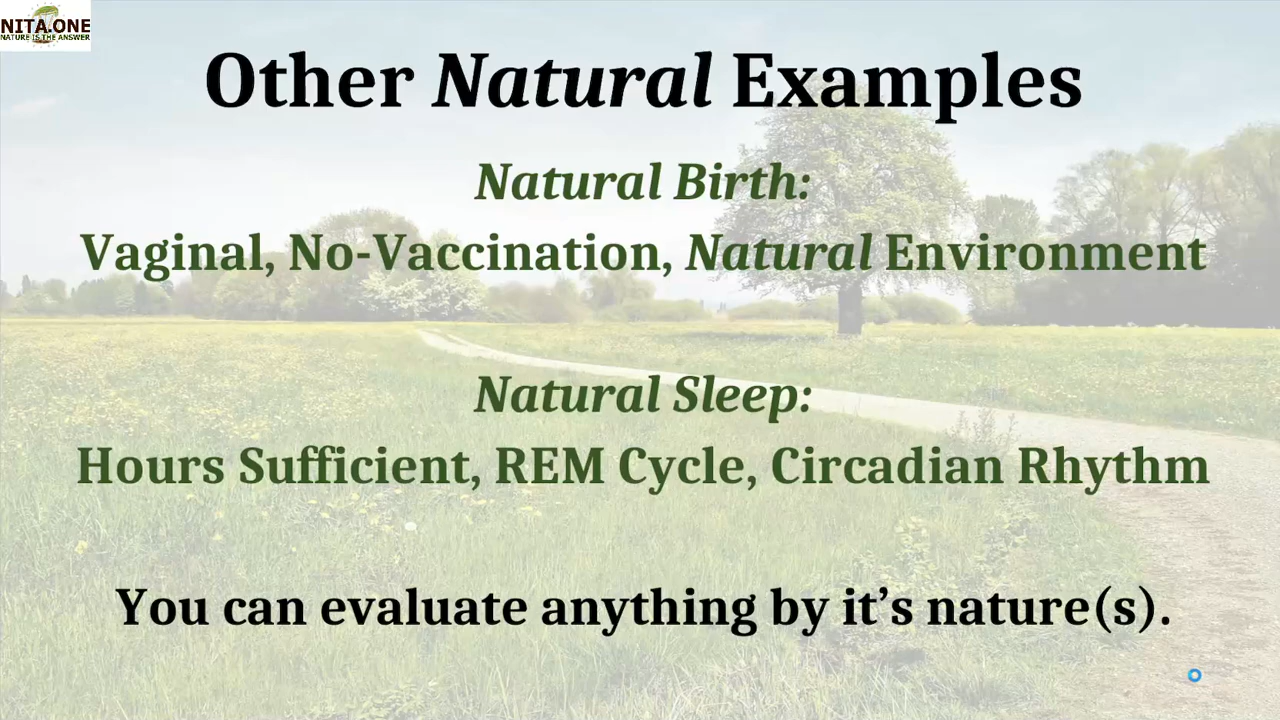 NITA.ONE
NATURE IS THE ANSWER
Other Natural Examples
Natural Birth:
Vaginal, No-Vaccination, Natural Environment
Natural Sleep:
Hours Sufficient, REM Cycle, Circadian Rhythm
You can evaluate anything by it’s nature(s).